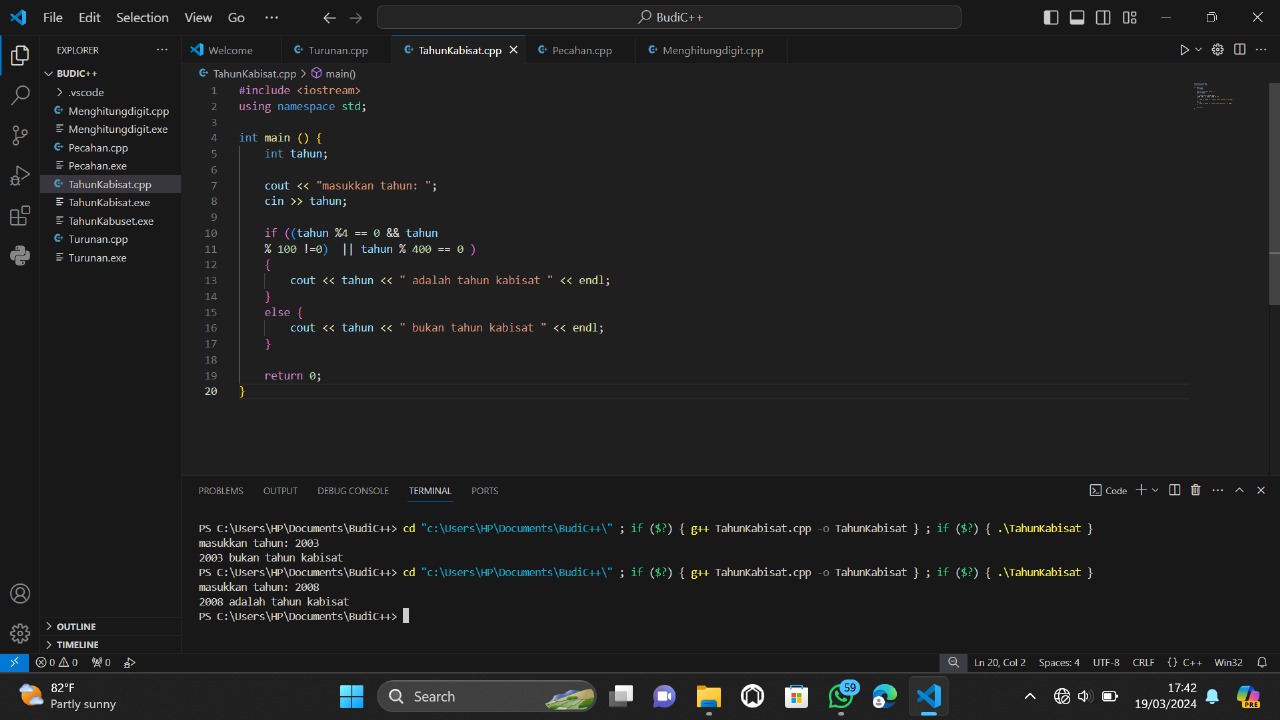 File Edit Selection View Go ··· BudiC++
EXPLORER ···
BUDIC++
.vscode
Menghitungdigit.cpp
Menghitungdigit.exe
Pecahan.cpp
Pecahan.exe
TahunKabisat.cpp
TahunKabisat.exe
TahunKabuset.exe
Turunan.cpp
Turunan.exe
OUTLINE
TIMELINE
Welcome Turunan.cpp TahunKabisat.cpp Pecahan.cpp Menghitungdigit.cpp
TahunKabisat.cpp > main()
1 #include <iostream>
2 using namespace std;
3
4 int main () {
5 int tahun;
6
7 cout << "masukkan tahun: ";
8 cin >> tahun;
9
10 if ((tahun %4 == 0 && tahun
11 % 100 !=0) || tahun % 400 == 0 )
12 {
13 cout << tahun << " adalah tahun kabisat " << endl;
14 }
15 else {
16 cout << tahun << " bukan tahun kabisat " << endl;
17 }
18
19 return 0;
20 }
PROBLEMS OUTPUT DEBUG CONSOLE TERMINAL PORTS Code
PS C:\Users\HP\Documents\BudiC++> cd "c:\Users\HP\Documents\BudiC++\" ; if ($?) { g++ TahunKabisat.cpp -o TahunKabisat } ; if ($?) { .\TahunKabisat }
masukkan tahun: 2003
2003 bukan tahun kabisat
PS C:\Users\HP\Documents\BudiC++> cd "c:\Users\HP\Documents\BudiC++\" ; if ($?) { g++ TahunKabisat.cpp -o TahunKabisat } ; if ($?) { .\TahunKabisat }
masukkan tahun: 2008
2008 adalah tahun kabisat
PS C:\Users\HP\Documents\BudiC++>
0 0 0 Ln 20, Col 2 Spaces: 4 UTF-8 CRLF {} C++ Win32
82°F
Partly sunny
Search
59
PRE
17:42
19/03/2024